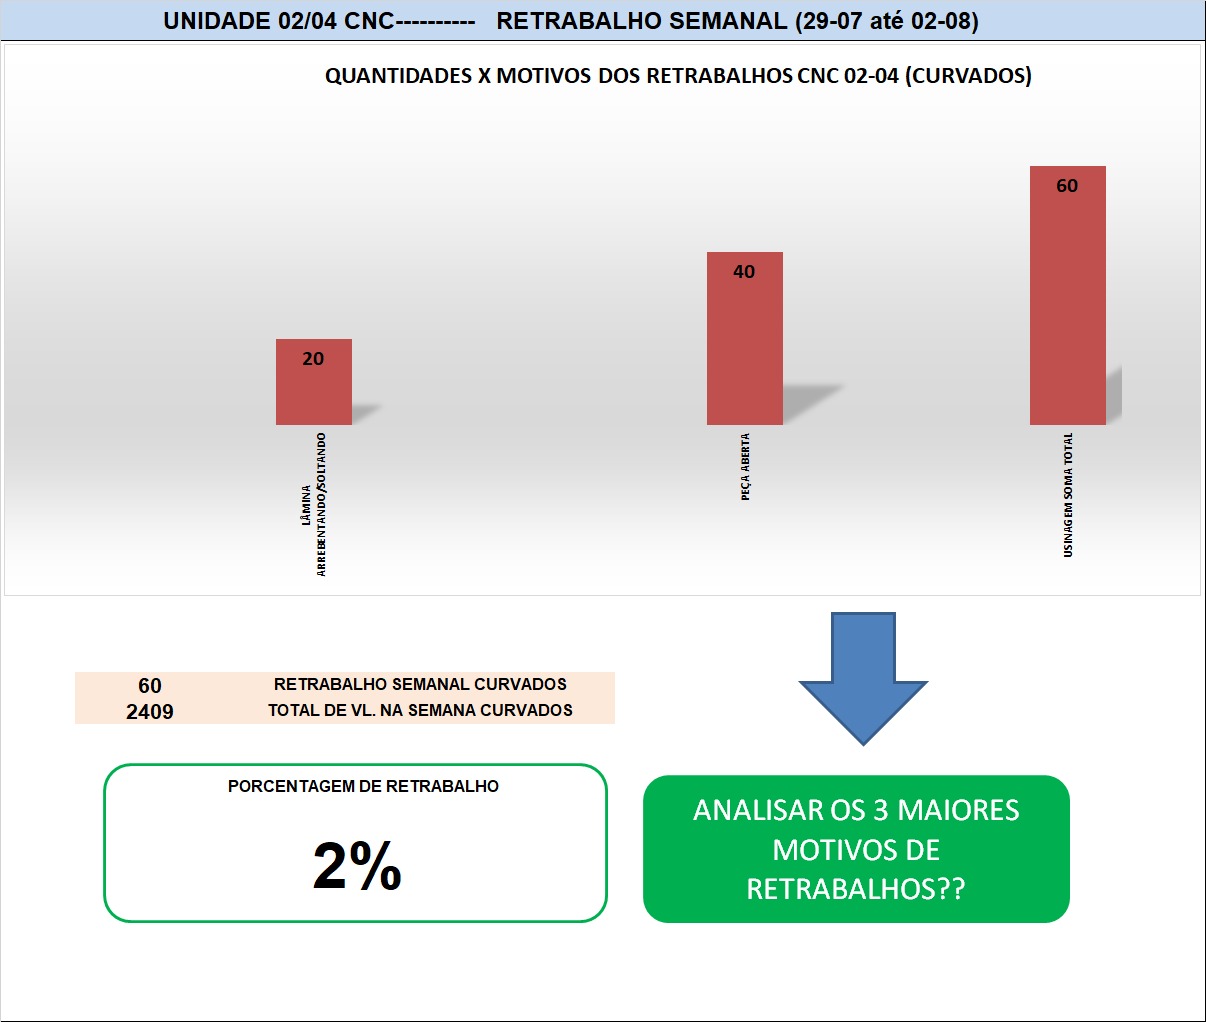 UNIDADE 02/04 CNC---------- RETRABALHO SEMANAL (29-07 até 02-08)
QUANTIDADES X MOTIVOS DOS RETRABALHOS CNC 02-04 (CURVADOS)
20
40
60
LÂMINA
ARREBENTANDO/SOLTANDO
PEÇA ABERTA
USINAGEM SOMA TOTAL
60 RETRABALHO SEMANAL CURVADOS
2409 TOTAL DE VL. NA SEMANA CURVADOS
PORCENTAGEM DE RETRABALHO
2%
ANALISAR OS 3 MAIORES
MOTIVOS DE
RETRABALHOS??